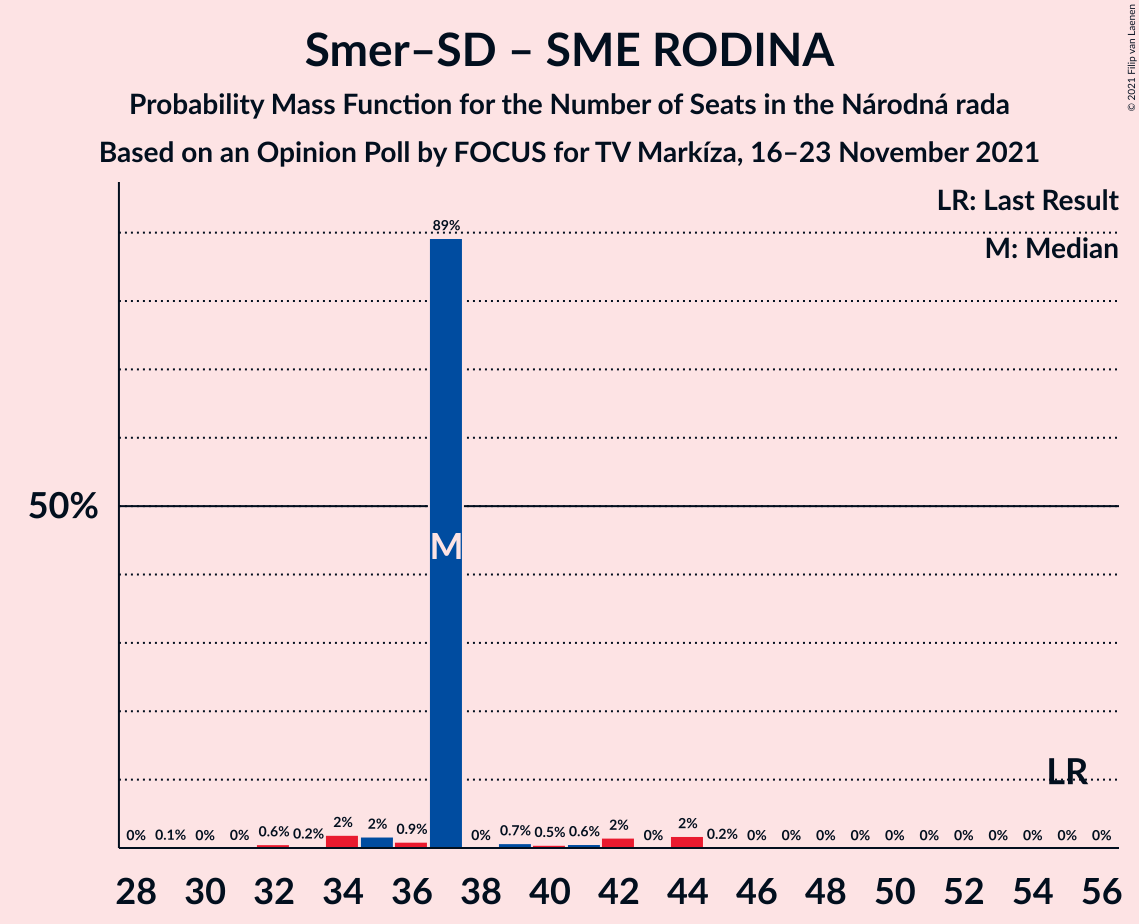 Smer–SD – SME RODINA
Probability Mass Function for the Number of Seats in the Národná rada
Based on an Opinion Poll by FOCUS for TV Markíza, 16–23 November 2021
© 2021 Filip van Laenen
LR: Last Result
M: Median
89%
50%
M
LR
0% 0.1% 0% 0% 0.6% 0.2% 2% 2% 0.9% 0% 0.7% 0.5% 0.6% 2% 0% 2% 0.2% 0% 0% 0% 0% 0% 0% 0% 0% 0% 0% 0%
28 30 32 34 36 38 40 42 44 46 48 50 52 54 56